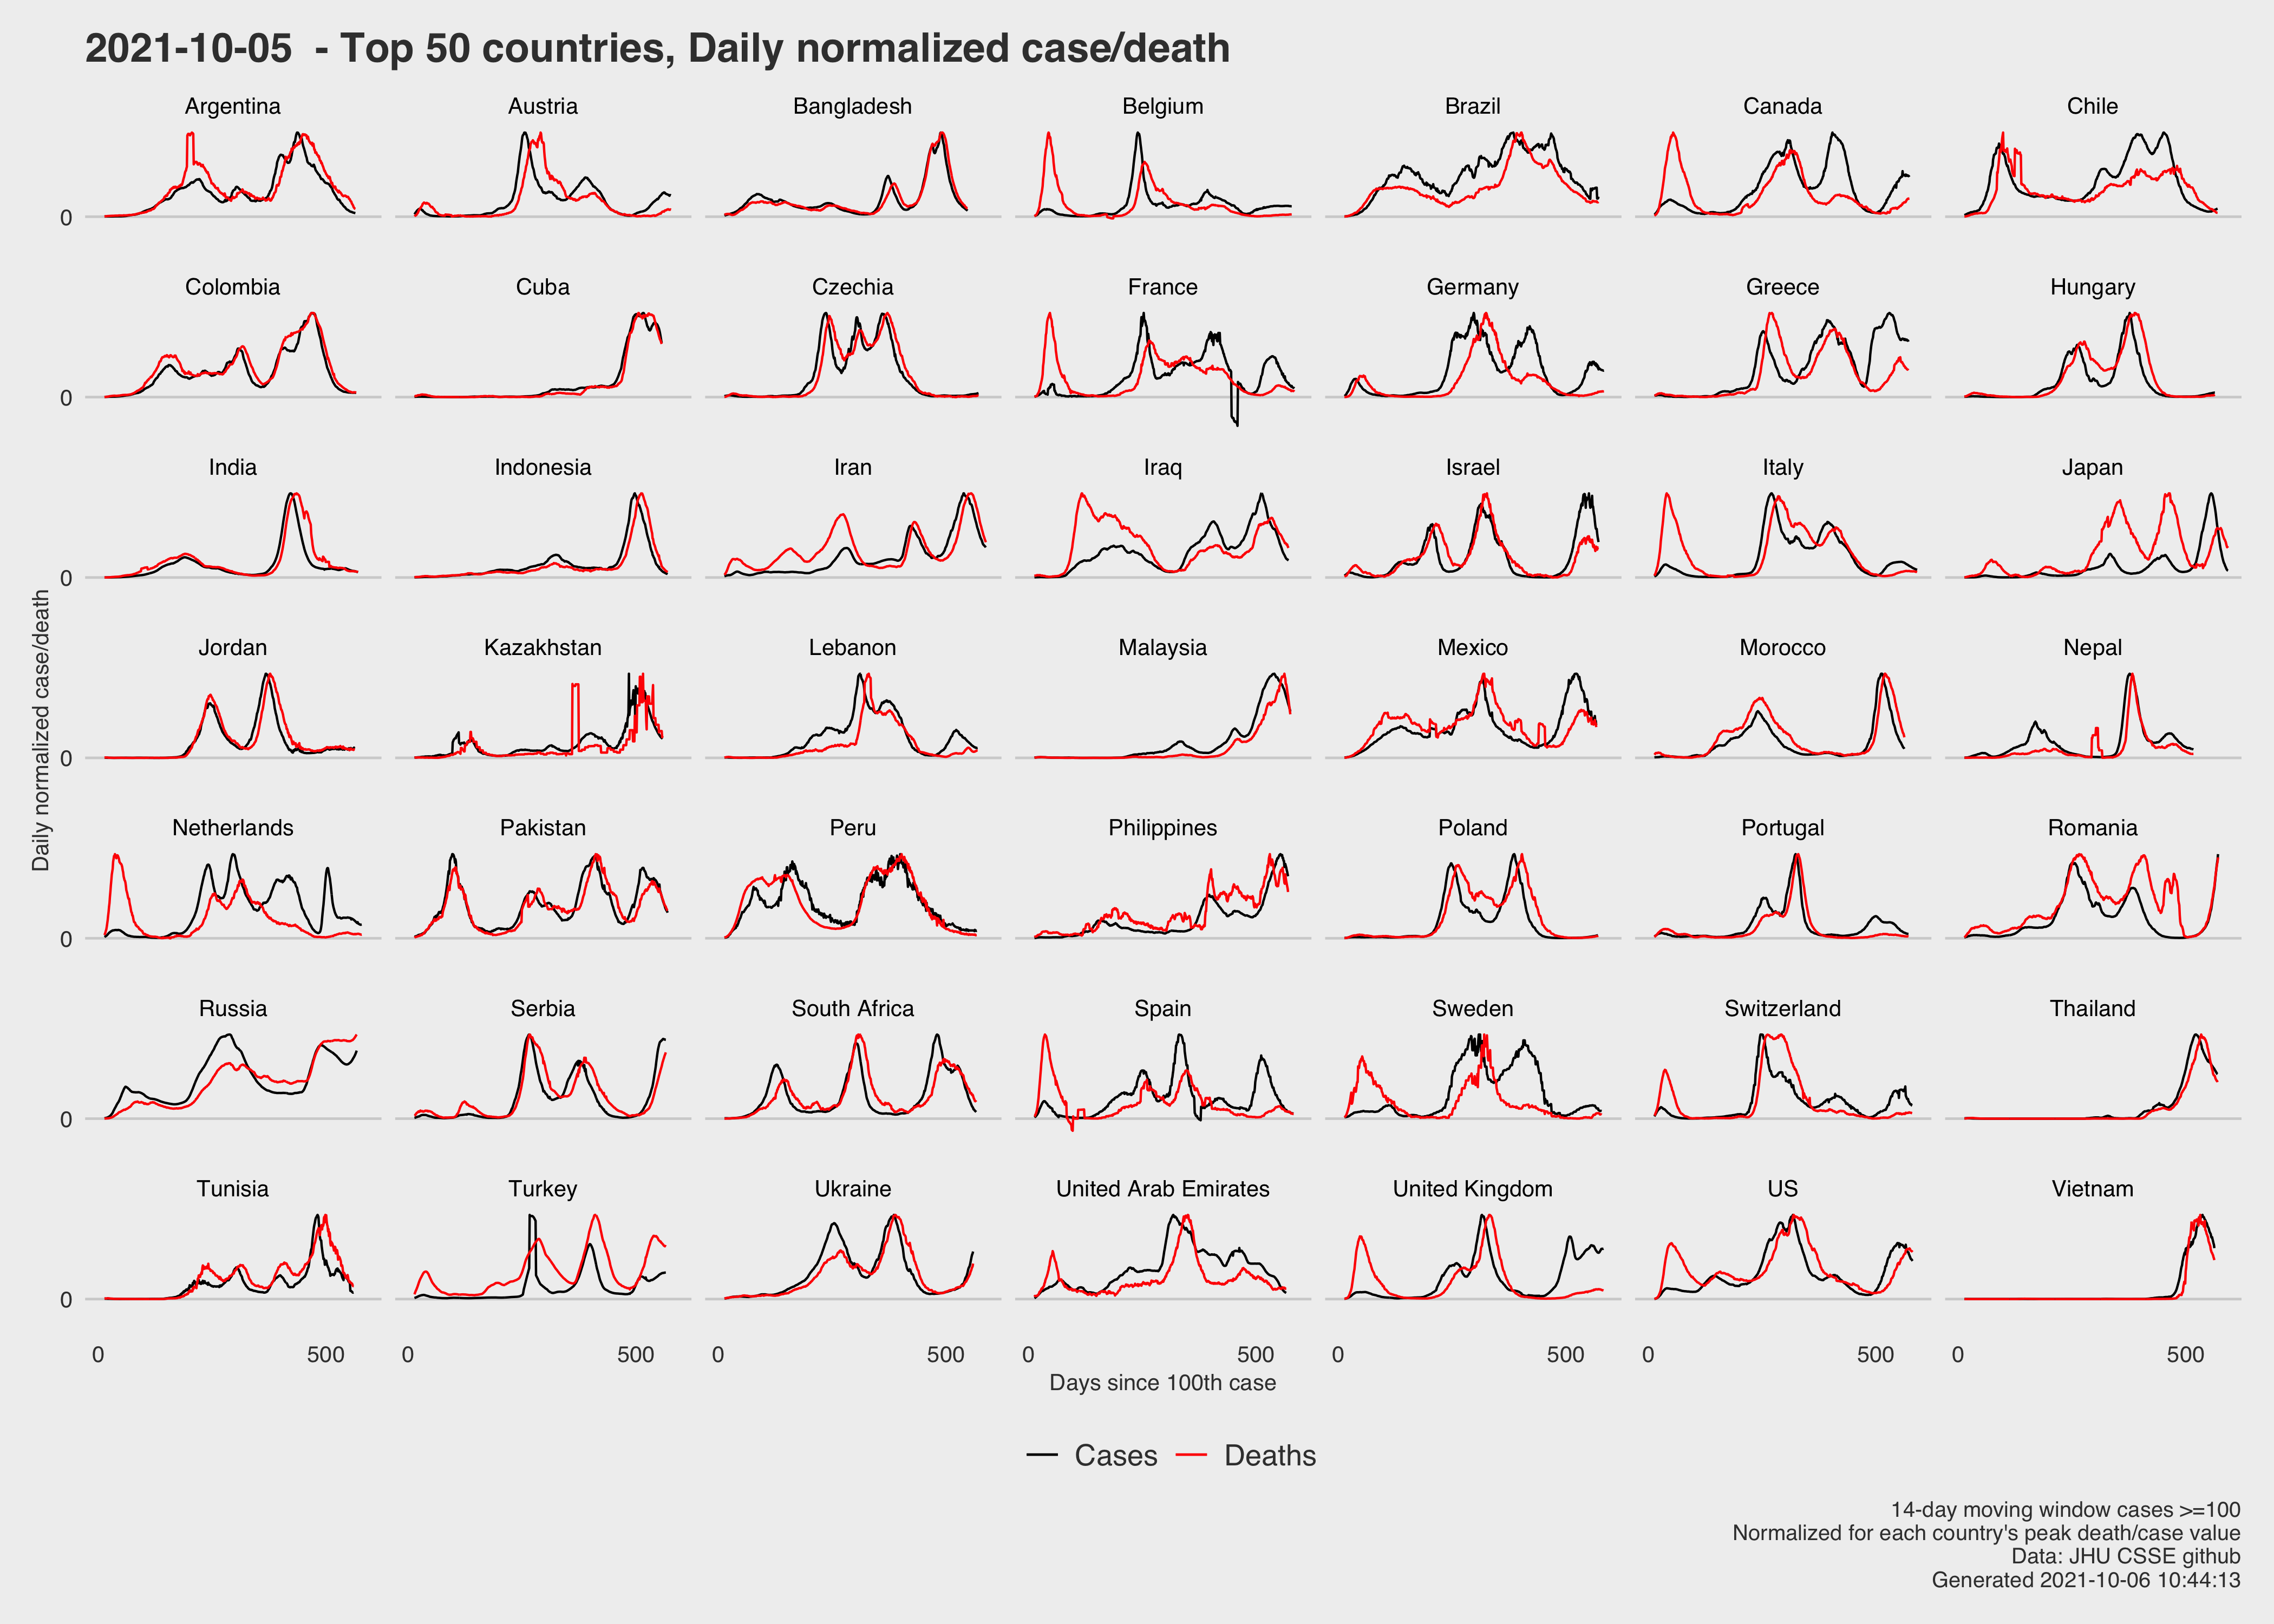 2021-10-05  - Top 50 countries, Daily normalized case/death
Argentina Austria Bangladesh Belgium Brazil Canada Chile
0
Colombia Cuba Czechia France Germany Greece Hungary
0
India Indonesia Iran Iraq Israel Italy Japan
0
Jordan Kazakhstan Lebanon Malaysia Mexico Morocco Nepal
0
Netherlands Pakistan Peru Philippines Poland Portugal Romania
0
Russia Serbia South Africa Spain Sweden Switzerland Thailand
0
Tunisia Turkey Ukraine United Arab Emirates United Kingdom US Vietnam
0
0 500 0 500 0 500 0 500 0 500 0 500 0 500
Daily normalized case/death
Days since 100th case
Cases Deaths
14-day moving window cases >=100
Normalized for each country's peak death/case value
Data: JHU CSSE github
Generated 2021-10-06 10:44:13